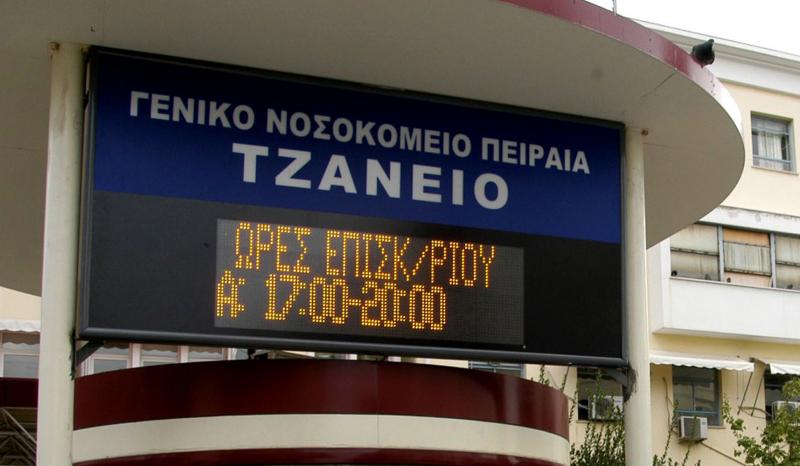 ΓΕΝΙΚΟ ΝΟΣΟΚΟΜΕΙΟ ΠΕΙΡΑΙΑ
ΤΖΑΝΕΙΟ
ΩΡΕΣ ΕΠΙΣΚ/ΡΙΟΥ
Α: 17:00-20:00